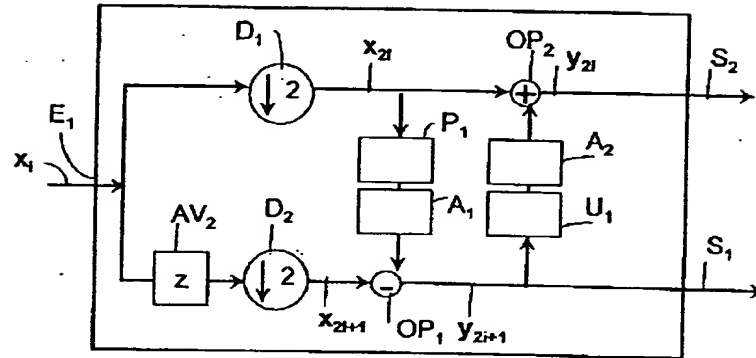 D₁
x₂ᵢ
OP₂
y₂ᵢ
S₂
2
+
E₁
P₁
xᵢ
A₂
AV₂
D₂
A₁
U₁
S₁
z
2
-
x₂ᵢ₊₁
OP₁
y₂ᵢ₊₁